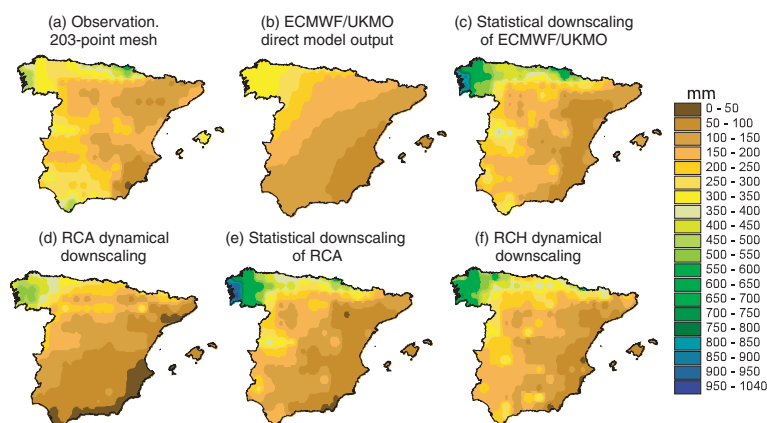 (a) Observation.
203-point mesh
(b) ECMWF/UKMO
direct model output
(c) Statistical downscaling
of ECMWF/UKMO
mm
0 - 50
50 - 100
100 - 150
150 - 200
200 - 250
250 - 300
300 - 350
350 - 400
400 - 450
450 - 500
500 - 550
550 - 600
600 - 650
650 - 700
700 - 750
750 - 800
800 - 850
850 - 900
900 - 950
950 - 1040
(d) RCA dynamical
downscaling
(e) Statistical downscaling
of RCA
(f) RCH dynamical
downscaling